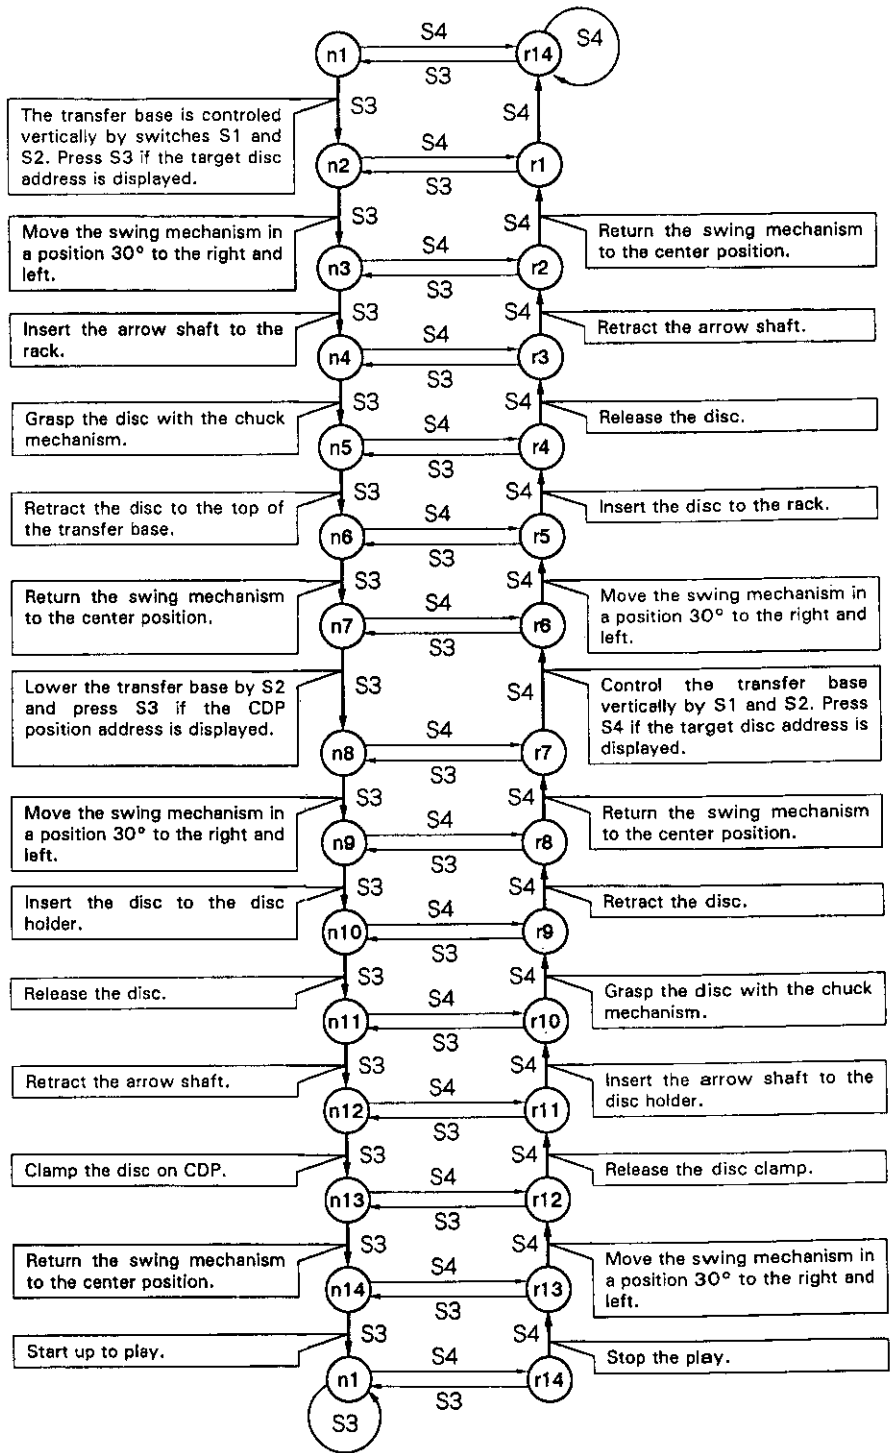 n1
S4
S3
r14
S4
The transfer base is controled
vertically by switches S1 and
S2. Press S3 if the target disc
address is displayed.
S3
S4
n2
S4
S3
r1
Move the swing mechanism in
a position 30° to the right and
left.
S3
S4
Return the swing mechanism
to the center position.
n3
S4
S3
r2
Insert the arrow shaft to the
rack.
S3
S4
Retract the arrow shaft.
n4
S4
S3
r3
Grasp the disc with the chuck
mechanism.
S3
S4
Release the disc.
n5
S4
S3
r4
Retract the disc to the top of
the transfer base.
S3
S4
Insert the disc to the rack.
n6
S4
S3
r5
Return the swing mechanism
to the center position.
S3
S4
Move the swing mechanism in
a position 30° to the right and
left.
n7
S4
S3
r6
Lower the transfer base by S2
and press S3 if the CDP
position address is displayed.
S3
S4
Control the transfer base
vertically by S1 and S2. Press
S4 if the target disc address is
displayed.
n8
S4
S3
r7
Move the swing mechanism in
a position 30° to the right and
left.
S3
S4
Return the swing mechanism
to the center position.
n9
S4
S3
r8
Insert the disc to the disc
holder.
S3
S4
Retract the disc.
n10
S4
S3
r9
Release the disc.
S3
S4
Grasp the disc with the chuck
mechanism.
n11
S4
S3
r10
Retract the arrow shaft.
S3
S4
Insert the arrow shaft to the
disc holder.
n12
S4
S3
r11
Clamp the disc on CDP.
S3
S4
Release the disc clamp.
n13
S4
S3
r12
Return the swing mechanism
to the center position.
S3
S4
Move the swing mechanism in
a position 30° to the right and
left.
n14
S4
S3
r13
Start up to play.
S3
S4
Stop the play.
n1
S4
S3
r14
S3